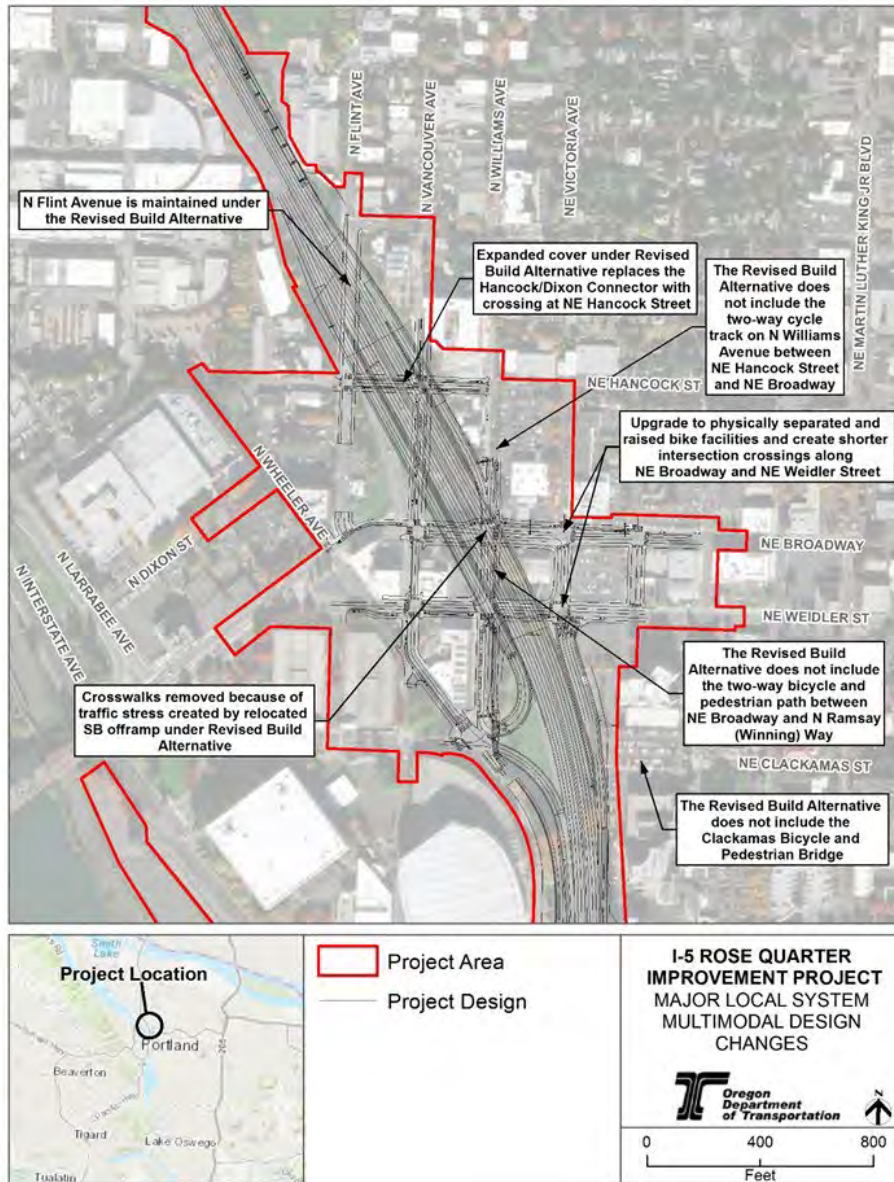 N FLINT AVE
N VANCOUVER AVE
N WILLIAMS AVE
NE VICTORIA AVE
NE MARTIN LUTHER KING JR BLVD
N Flint Avenue is maintained under
the Revised Build Alternative
Expanded cover under Revised
Build Alternative replaces the
Hancock/Dixon Connector with
crossing at NE Hancock Street
The Revised Build
Alternative does
not include the
two-way cycle
track on N Williams
Avenue between
NE Hancock Street
and NE Broadway
NE HANCOCK ST
Upgrade to physically separated and
raised bike facilities and create shorter
intersection crossings along
NE Broadway and NE Weidler Street
N WHEELER AVE
N DIXON ST
N LARRABEE AVE
N INTERSTATE AVE
NE BROADWAY
NE WEIDLER ST
The Revised Build
Alternative does not include
the two-way bicycle and
pedestrian path between
NE Broadway and N Ramsay
(Winning) Way
Crosswalks removed because of
traffic stress created by relocated
SB offramp under Revised Build
Alternative
NE CLACKAMAS ST
The Revised Build Alternative
does not include the
Clackamas Bicycle and
Pedestrian Bridge
Smith
Lake
Project Location
Portland
205
Beaverton
Tigard
Lake Oswego
Tualatin
Project Area
Project Design
I-5 ROSE QUARTER
IMPROVEMENT PROJECT
MAJOR LOCAL SYSTEM
MULTIMODAL DESIGN
CHANGES
Oregon
Department
of Transportation
N
0 400 800
Feet